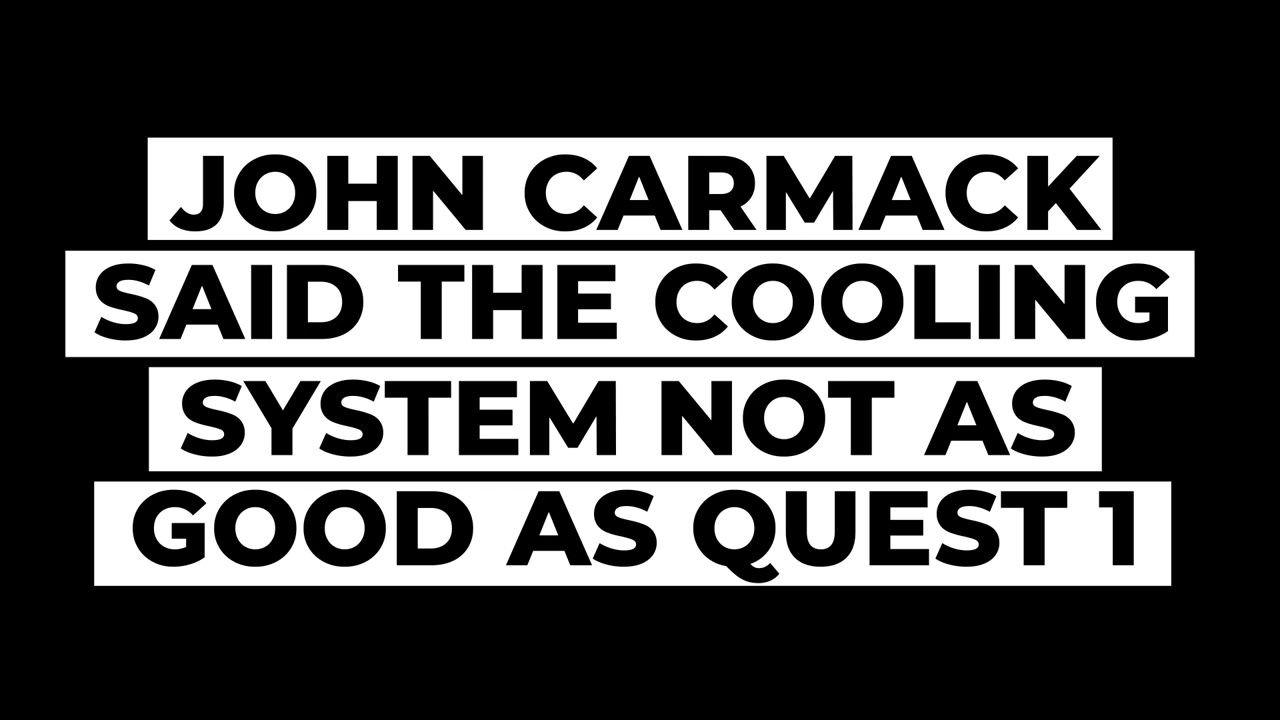 JOHN CARMACK
SAID THE COOLING
SYSTEM NOT AS
GOOD AS QUEST 1